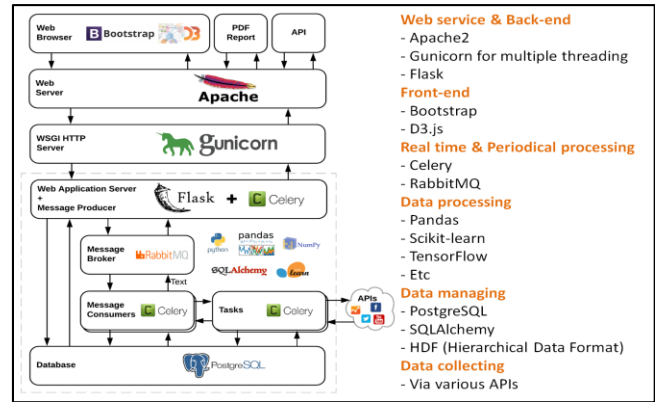 Web
Browser
B Bootstrap
D3
PDF
Report
API
Web
Server
Apache
WSGI HTTP
Server
gunicorn
Web Application Server
+
Message Producer
Flask
+
C Celery
Message
Broker
RabbitMQ
python
pandas
NumPy
SQLAlchemy
learn
Text
Message
Consumers
C Celery
Tasks
C Celery
APIs
Database
PostgreSQL
Web service & Back-end
- Apache2
- Gunicorn for multiple threading
- Flask
Front-end
- Bootstrap
- D3.js
Real time & Periodical processing
- Celery
- RabbitMQ
Data processing
- Pandas
- Scikit-learn
- TensorFlow
- Etc
Data managing
- PostgreSQL
- SQLAlchemy
- HDF (Hierarchical Data Format)
Data collecting
- Via various APIs